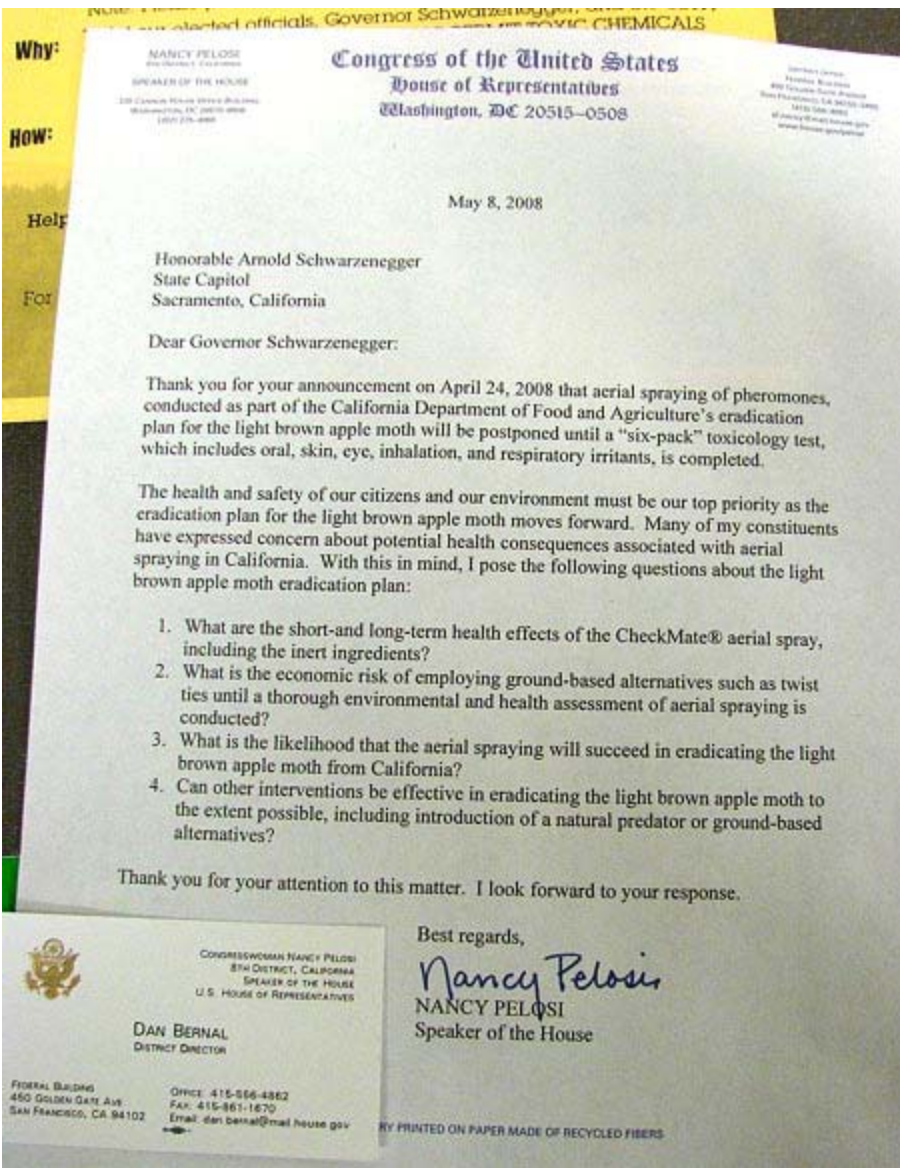 Note:
elected officials, Governor Schwarzenegger,
TOXIC CHEMICALS
Why:
How:
Help
For
NANCY PELOSI
SPEAKER OF THE HOUSE
Congress of the United States
House of Representatives
Washington, DC 20515–0508
May 8, 2008
Honorable Arnold Schwarzenegger
State Capitol
Sacramento, California
Dear Governor Schwarzenegger:
Thank you for your announcement on April 24, 2008 that aerial spraying of pheromones,
conducted as part of the California Department of Food and Agriculture's eradication
plan for the light brown apple moth will be postponed until a “six-pack” toxicology test,
which includes oral, skin, eye, inhalation, and respiratory irritants, is completed.
The health and safety of our citizens and our environment must be our top priority as the
eradication plan for the light brown apple moth moves forward. Many of my constituents
have expressed concern about potential health consequences associated with aerial
spraying in California. With this in mind, I pose the following questions about the light
brown apple moth eradication plan:
1. What are the short-and long-term health effects of the CheckMate® aerial spray,
including the inert ingredients?
2. What is the economic risk of employing ground-based alternatives such as twist
ties until a thorough environmental and health assessment of aerial spraying is
conducted?
3. What is the likelihood that the aerial spraying will succeed in eradicating the light
brown apple moth from California?
4. Can other interventions be effective in eradicating the light brown apple moth to
the extent possible, including introduction of a natural predator or ground-based
alternatives?
Thank you for your attention to this matter. I look forward to your response.
Best regards,
Nancy Pelosi
NANCY PELOSI
Speaker of the House
CONGRESSWOMAN NANCY PELOSI
8TH DISTRICT, CALIFORNIA
SPEAKER OF THE HOUSE
U.S. HOUSE OF REPRESENTATIVES
DAN BERNAL
DISTRICT DIRECTOR
FEDERAL BUILDING
450 GOLDEN GATE AVE
SAN FRANCISCO, CA 94102
OFFICE: 415-556-4862
FAX: 415-861-1670
Email: dan.bernal@mail.house.gov
RY PRINTED ON PAPER MADE OF RECYCLED FIBERS